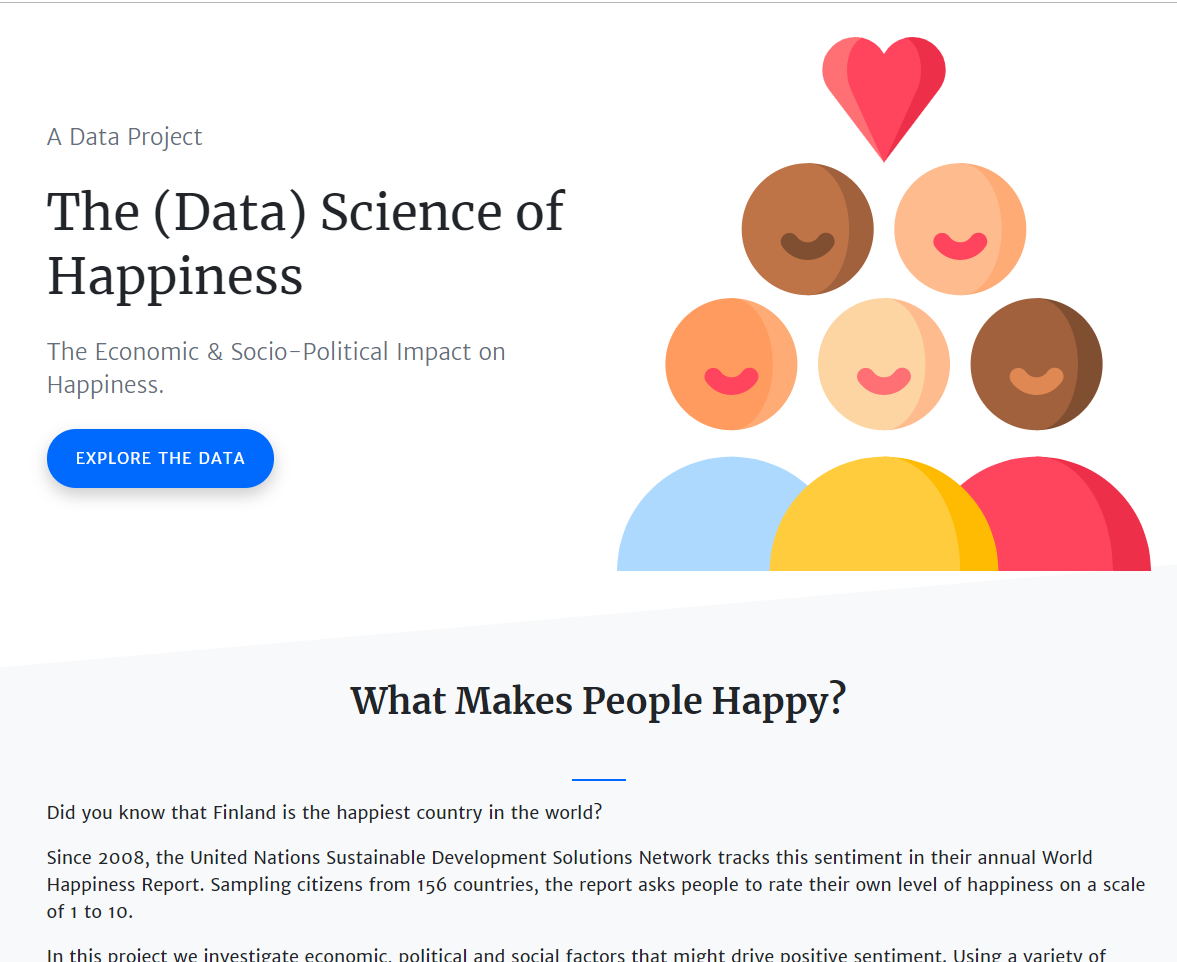 A Data Project
The (Data) Science of
Happiness
The Economic & Socio-Political Impact on
Happiness.
EXPLORE THE DATA
What Makes People Happy?
Did you know that Finland is the happiest country in the world?
Since 2008, the United Nations Sustainable Development Solutions Network tracks this sentiment in their annual World
Happiness Report. Sampling citizens from 156 countries, the report asks people to rate their own level of happiness on a scale
of 1 to 10.
In this project we investigate economic, political and social factors that might drive positive sentiment. Using a variety of